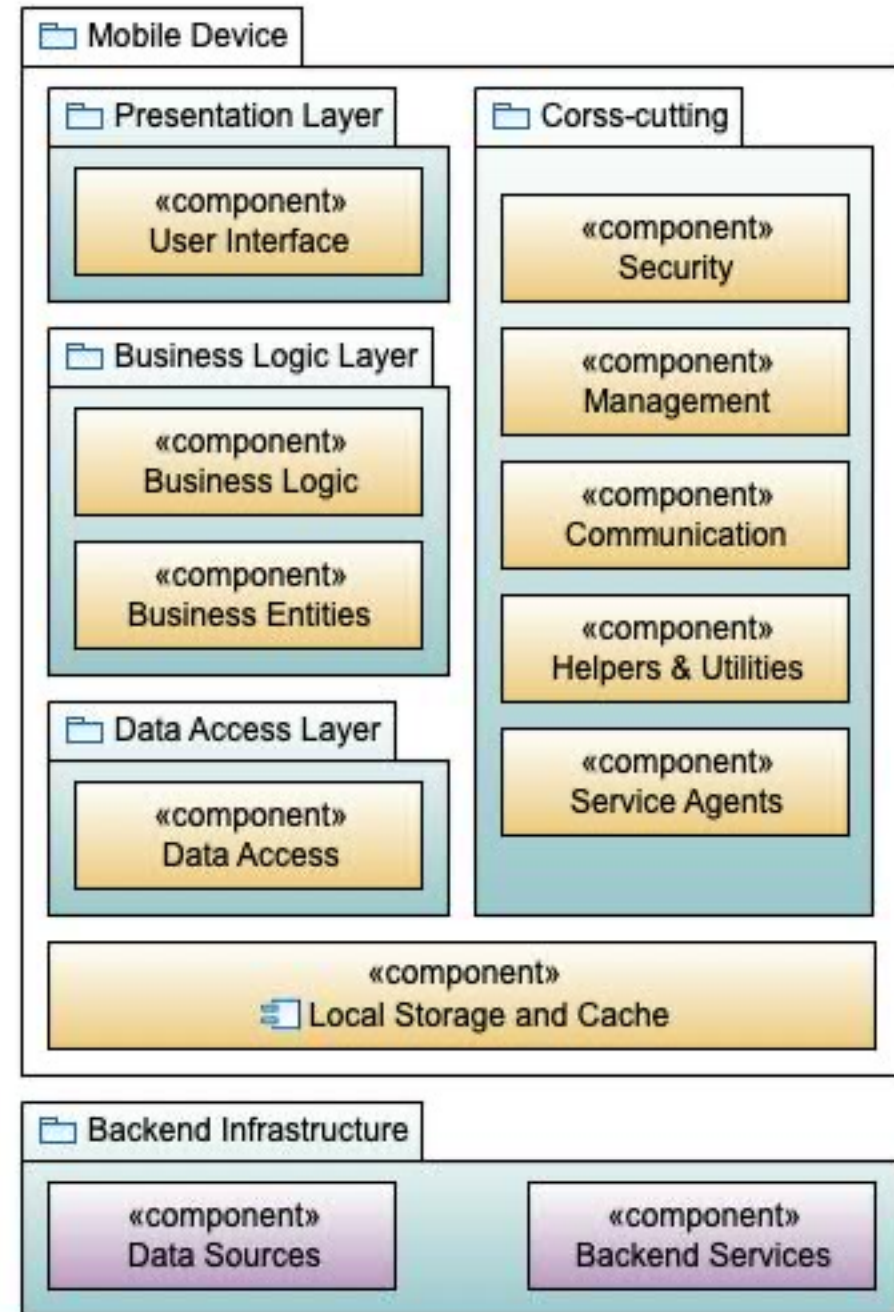 Mobile Device
Presentation Layer
«component»
User Interface
Business Logic Layer
«component»
Business Logic
«component»
Business Entities
Data Access Layer
«component»
Data Access
Corss-cutting
«component»
Security
«component»
Management
«component»
Communication
«component»
Helpers & Utilities
«component»
Service Agents
«component»
Local Storage and Cache
Backend Infrastructure
«component»
Data Sources
«component»
Backend Services